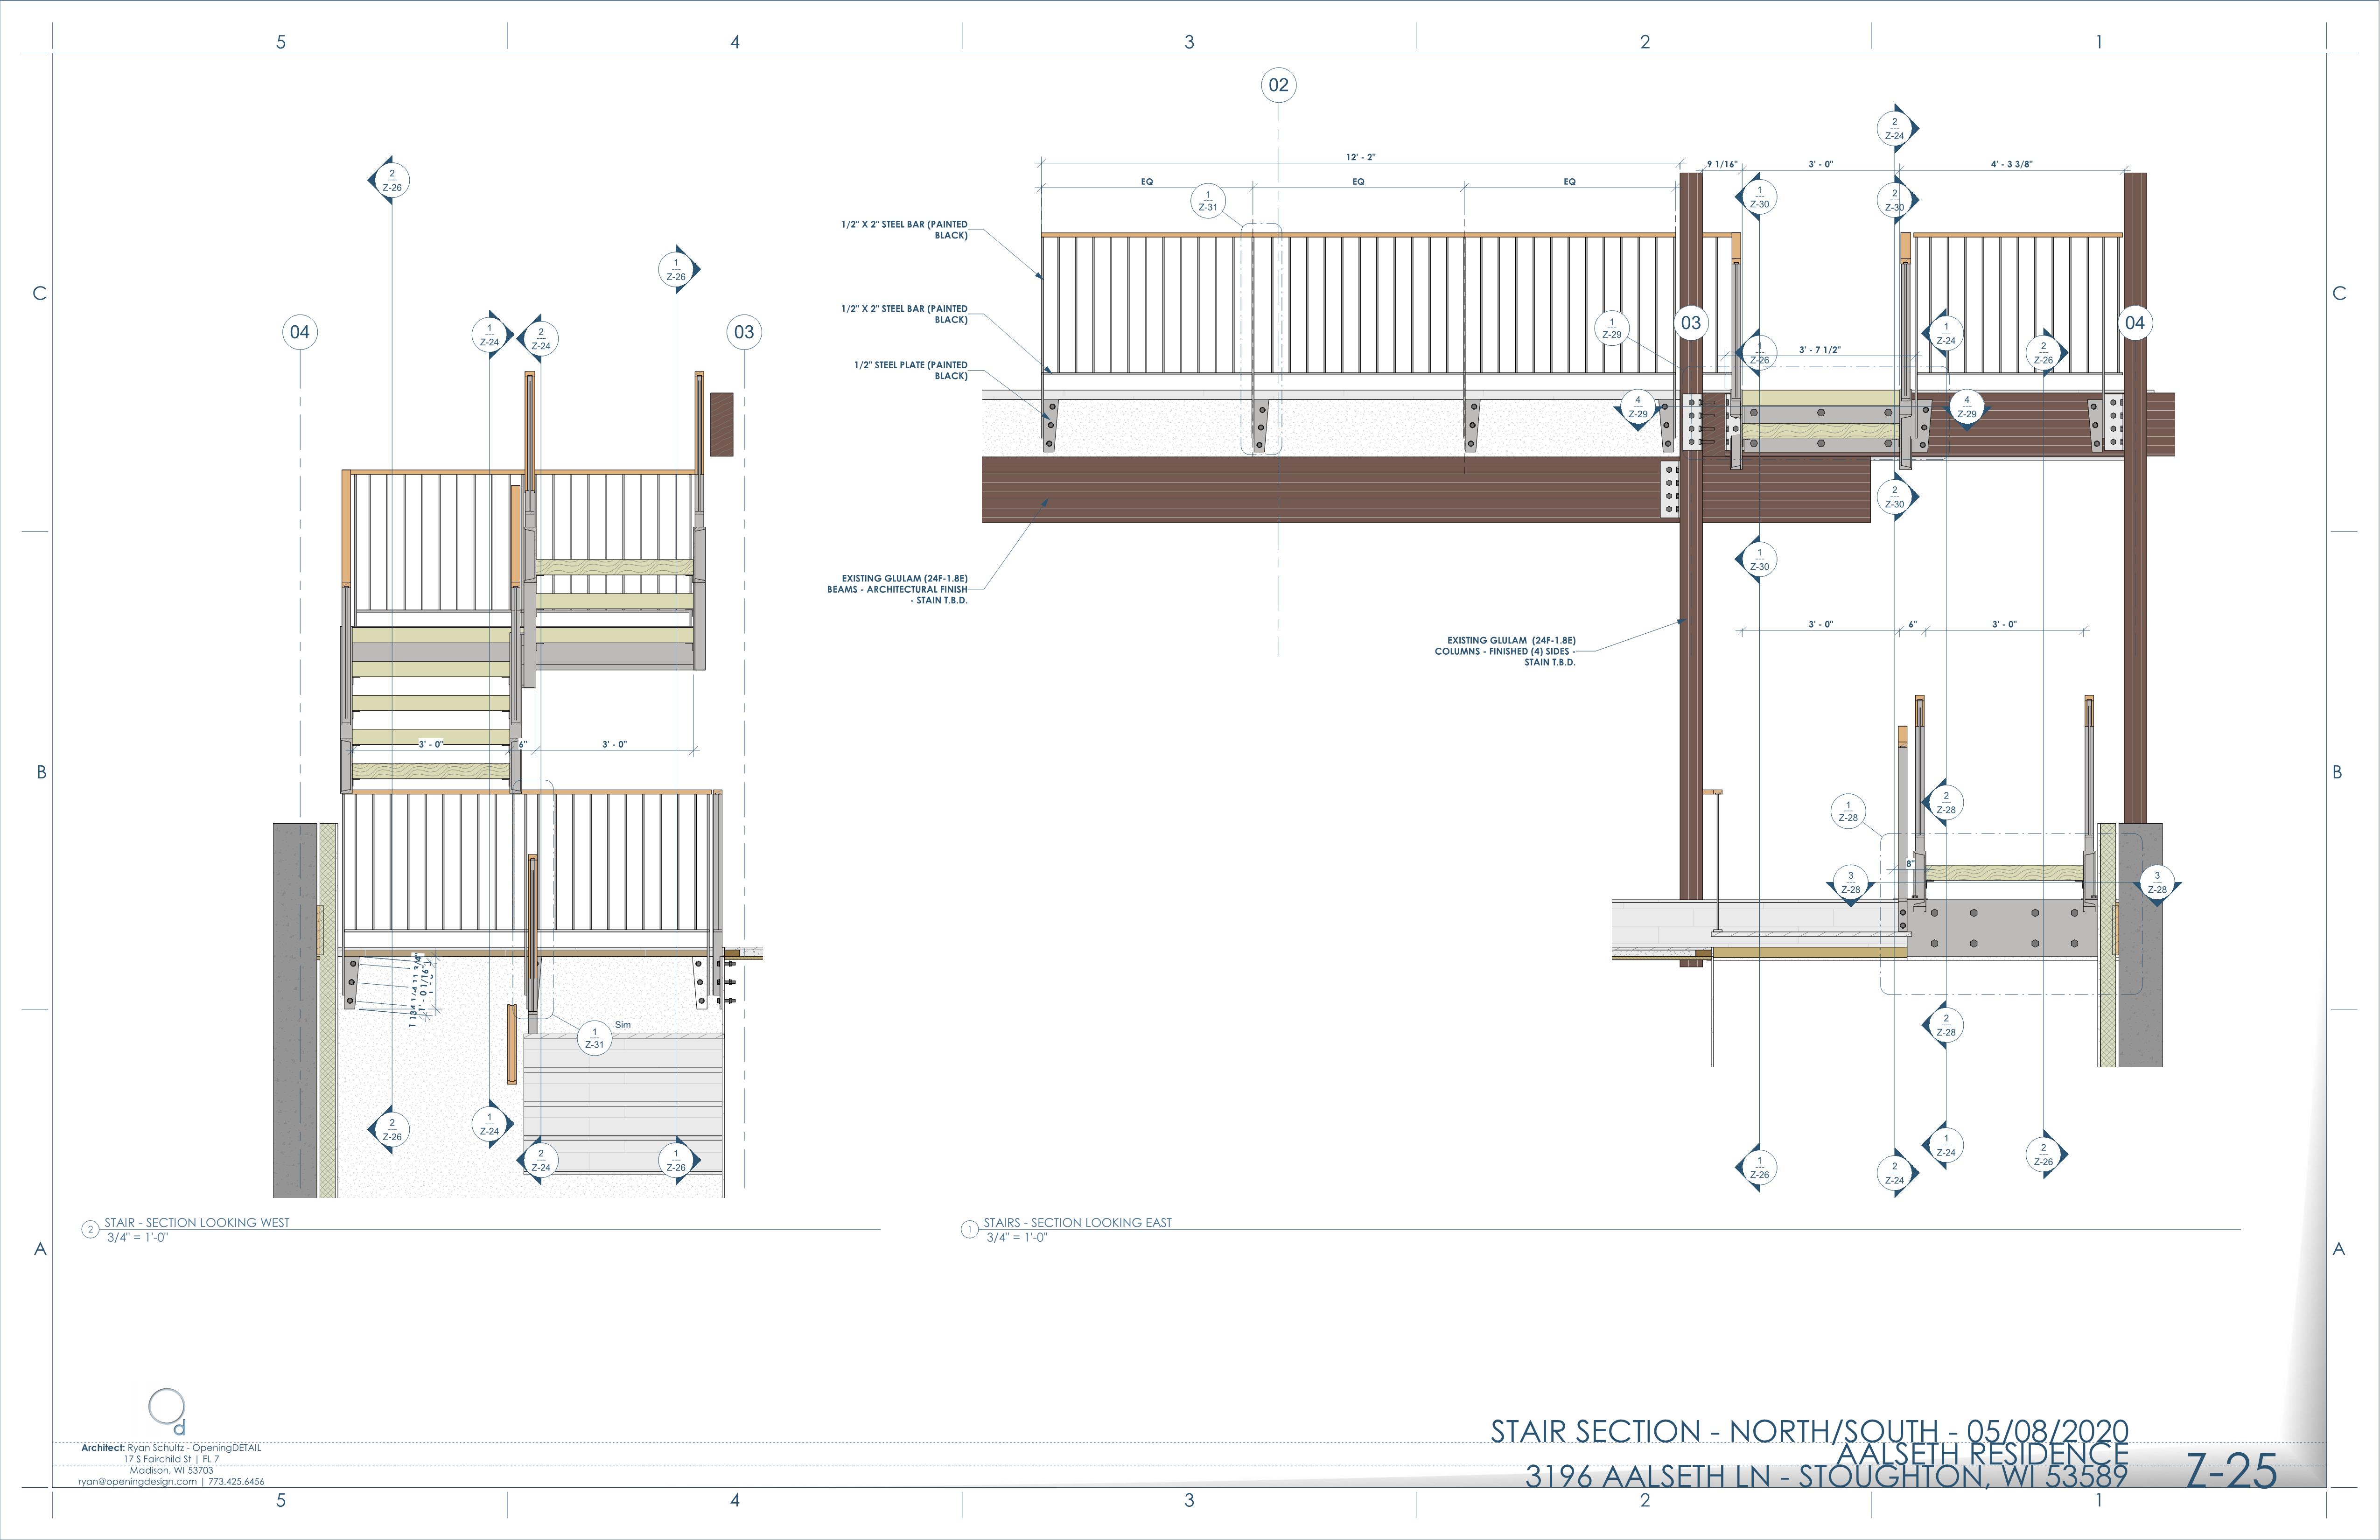 5
4
3
2
1
02
2
Z-24
12' - 2"
9 1/16"
3' - 0"
4' - 3 3/8"
2
Z-26
EQ
EQ
EQ
1
Z-31
1
Z-30
2
Z-30
1/2" X 2" STEEL BAR (PAINTED
BLACK)
1
Z-26
C
C
1/2" X 2" STEEL BAR (PAINTED
BLACK)
04
1
Z-24
2
Z-24
03
1
Z-29
03
1
Z-26
3' - 7 1/2"
1
Z-24
2
Z-26
04
1/2" STEEL PLATE (PAINTED
BLACK)
4
Z-29
4
Z-29
2
Z-30
1
Z-30
EXISTING GLULAM (24F-1.8E)
BEAMS - ARCHITECTURAL FINISH
- STAIN T.B.D.
3' - 0"
6"
3' - 0"
EXISTING GLULAM (24F-1.8E)
COLUMNS - FINISHED (4) SIDES -
STAIN T.B.D.
3' - 0"
6"
3' - 0"
B
B
1
Z-28
2
Z-28
8"
3
Z-28
3
Z-28
1' - 0 1/16"
1
Z-31
Sim
2
Z-28
2
Z-26
1
Z-24
2
Z-24
1
Z-26
1
Z-26
2
Z-24
1
Z-24
2
Z-26
2
STAIR - SECTION LOOKING WEST
3/4" = 1'-0"
1
STAIRS - SECTION LOOKING EAST
3/4" = 1'-0"
A
A
d
Architect: Ryan Schultz - OpeningDETAIL
17 S Fairchild St | FL 7
Madison, WI 53703
ryan@openingdesign.com | 773.425.6456
STAIR SECTION - NORTH/SOUTH - 05/08/2020
AALSETH RESIDENCE
3196 AALSETH LN - STOUGHTON, WI 53589
Z-25
5
4
3
2
1